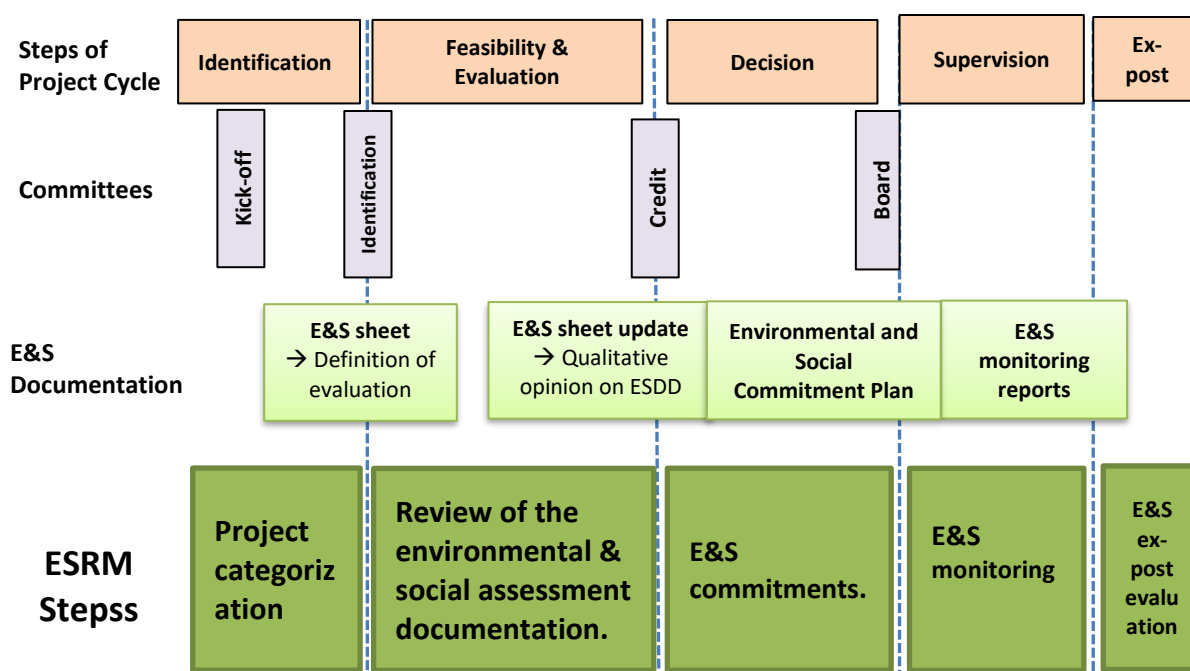 Steps of
Project Cycle
Identification
Feasibility &
Evaluation
Decision
Supervision
Ex-
post
Committees
Kick-off
Identification
Credit
Board
E&S
Documentation
E&S sheet
→ Definition of
evaluation
E&S sheet update
→ Qualitative
opinion on ESDD
Environmental and
Social
Commitment Plan
E&S
monitoring
reports
ESRM
Stepss
Project
categoriz
ation
Review of the
environmental &
social assessment
documentation.
E&S
commitments.
E&S
monitoring
E&S
ex-
post
evalu
ation